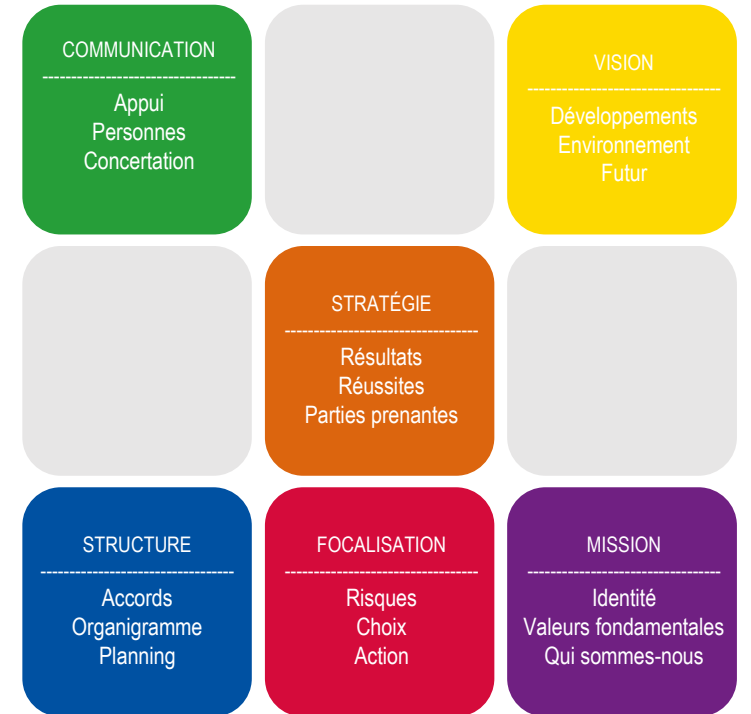 COMMUNICATION
----------------------------------
Appui
Personnes
Concertation
VISION
----------------------------------
Développements
Environnement
Futur
STRATÉGIE
----------------------------------
Résultats
Réussites
Parties prenantes
STRUCTURE
----------------------------------
Accords
Organigramme
Planning
FOCALISATION
----------------------------------
Risques
Choix
Action
MISSION
----------------------------------
Identité
Valeurs fondamentales
Qui sommes-nous